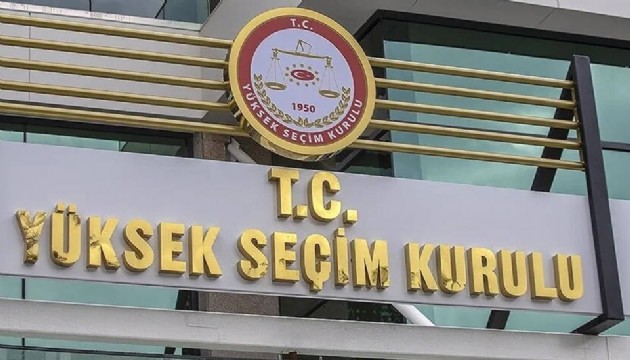 T.C.
1950
YÜKSEK SEÇİM KURULU
T.C.
YÜKSEK SEÇİM KURULU